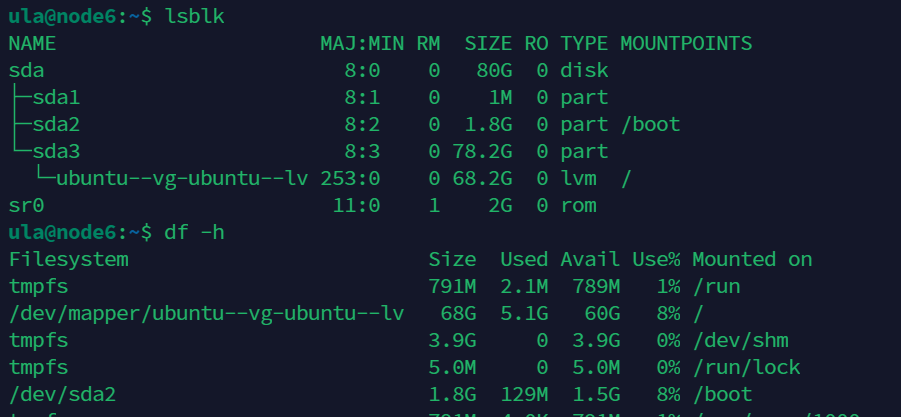 ula@node6:~$ lsblk
NAME MAJ:MIN RM SIZE RO TYPE MOUNTPOINTS
sda 8:0 0 80G 0 disk
├─sda1 8:1 0 1M 0 part
├─sda2 8:2 0 1.8G 0 part /boot
└─sda3 8:3 0 78.2G 0 part
└─ubuntu--vg-ubuntu--lv 253:0 0 68.2G 0 lvm /
sr0 11:0 1 2G 0 rom
ula@node6:~$ df -h
Filesystem Size Used Avail Use% Mounted on
tmpfs 791M 2.1M 789M 1% /run
/dev/mapper/ubuntu--vg-ubuntu--lv 68G 5.1G 60G 8% /
tmpfs 3.9G 0 3.9G 0% /dev/shm
tmpfs 5.0M 0 5.0M 0% /run/lock
/dev/sda2 1.8G 129M 1.5G 8% /boot